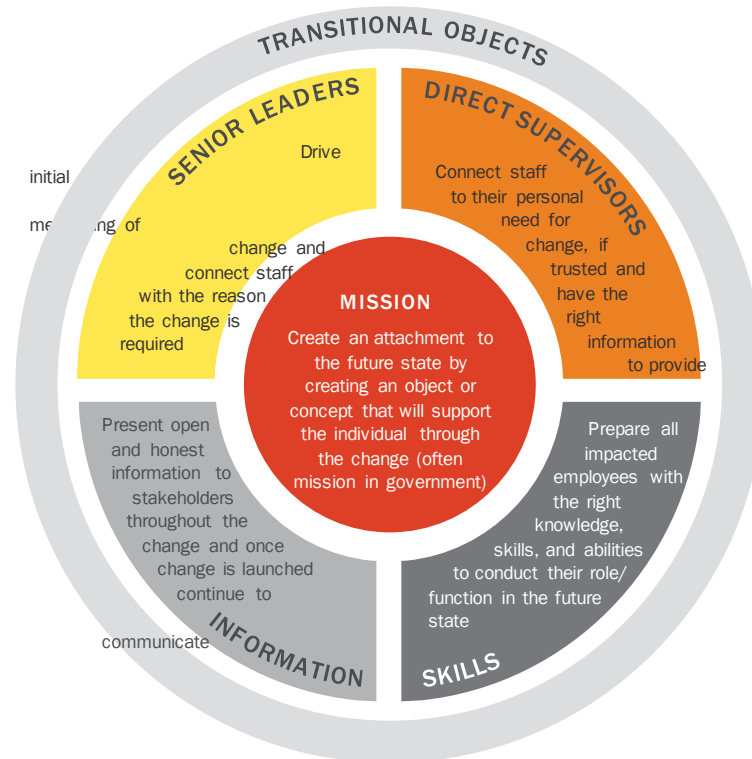 TRANSITIONAL OBJECTS
SENIOR LEADERS
Drive
initial
of
change and
connect staff
with the reason
the change is
required
DIRECT SUPERVISORS
Connect staff
to their personal
need for
change, if
trusted and
have the
right
information
to provide
MISSION
Create an attachment to
the future state by
creating an object or
concept that will support
the individual through
the change (often
mission in government)
Present open
and honest
information to
stakeholders
throughout the
change and once
change is launched
continue to
communicate
INFORMATION
Prepare all
impacted
employees with
the right
knowledge,
skills, and abilities
to conduct their role/
function in the future
state
SKILLS